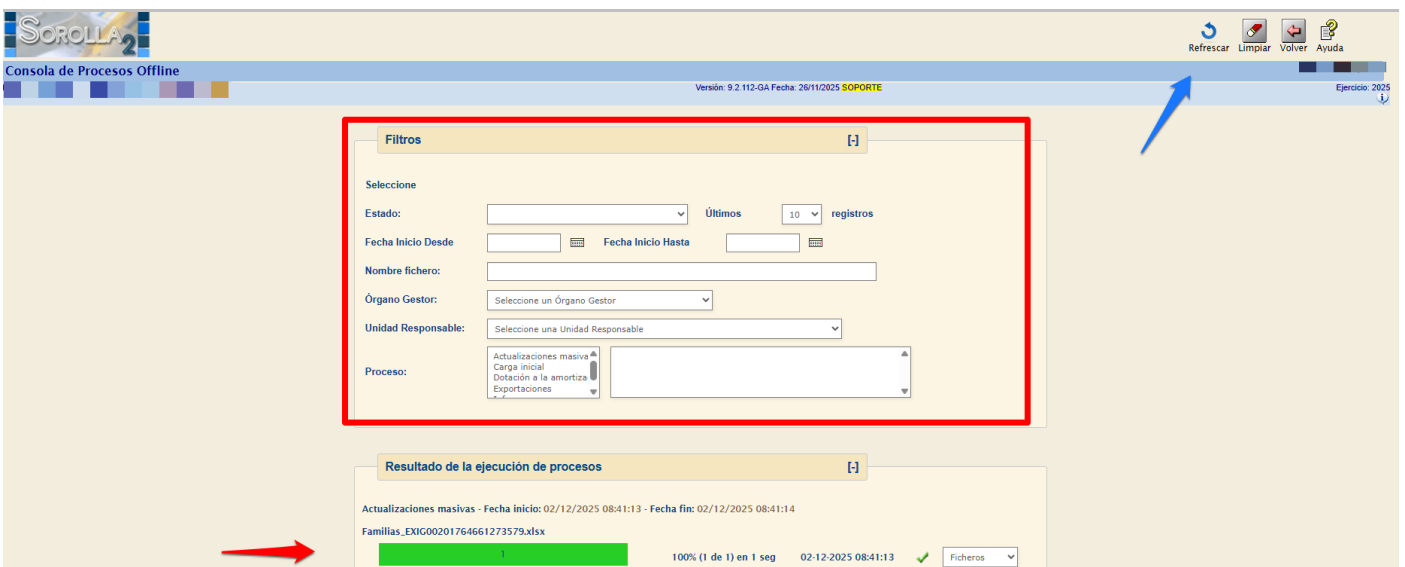 SOROLLA2
Refrescar Limpiar Volver Ayuda
Consola de Procesos Offline
Versión: 9.2.112-GA Fecha: 26/11/2025 SOPORTE
Ejercicio: 2025
Filtros [-]
Seleccione
Estado: Últimos 10 registros
Fecha Inicio Desde Fecha Inicio Hasta
Nombre fichero:
Órgano Gestor: Seleccione un Órgano Gestor
Unidad Responsable: Seleccione una Unidad Responsable
Proceso:
Actualizaciones masiva
Carga inicial
Dotación a la amortiza
Exportaciones
Resultado de la ejecución de procesos [-]
Actualizaciones masivas - Fecha inicio: 02/12/2025 08:41:13 - Fecha fin: 02/12/2025 08:41:14
Familias_EXIG00201764661273579.xlsx
1 100% (1 de 1) en 1 seg 02-12-2025 08:41:13 Ficheros